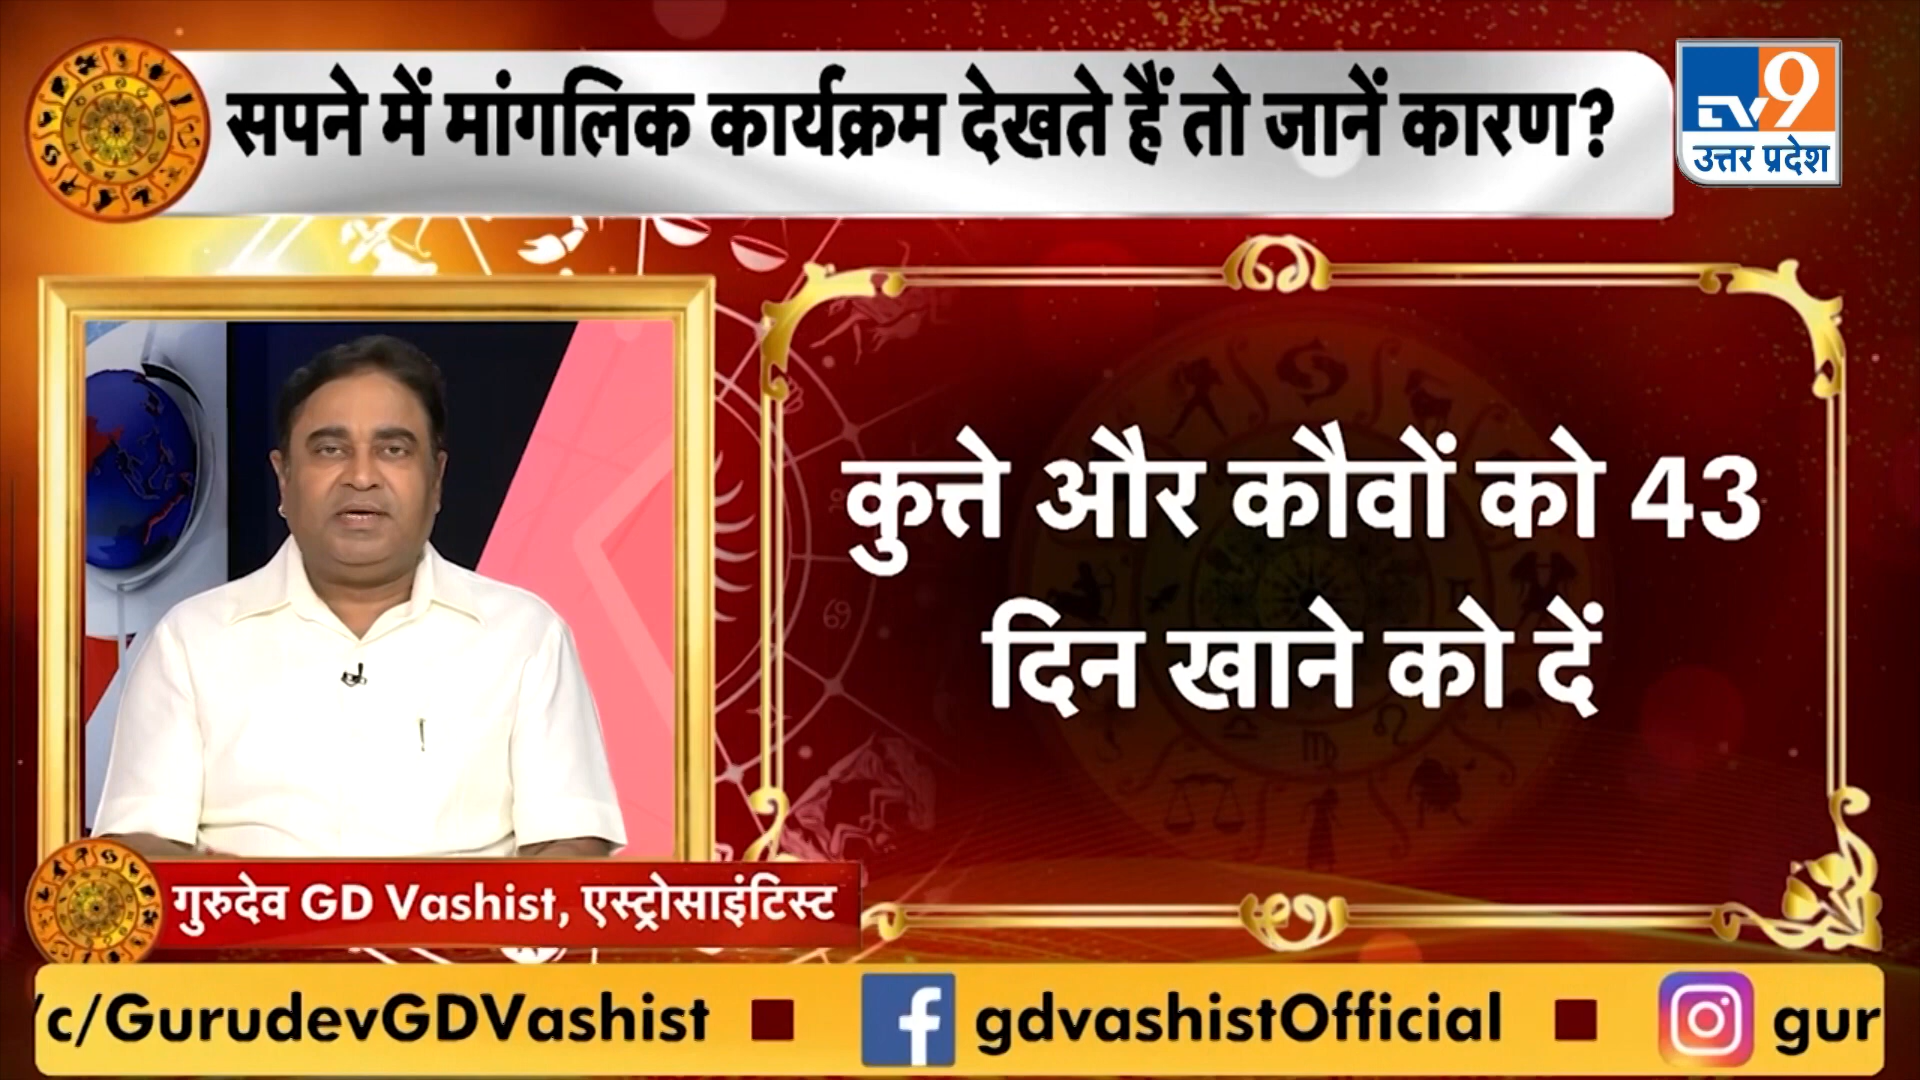 सपने में मांगलिक कार्यक्रम देखते हैं तो जानें कारण?
TV9
उत्तर प्रदेश
कुत्ते और कौवों को 43
दिन खाने को दें
गुरुदेव GD Vashist, एस्ट्रोसाइंटिस्ट
/c/GurudevGDVashist gdvashistOfficial gur